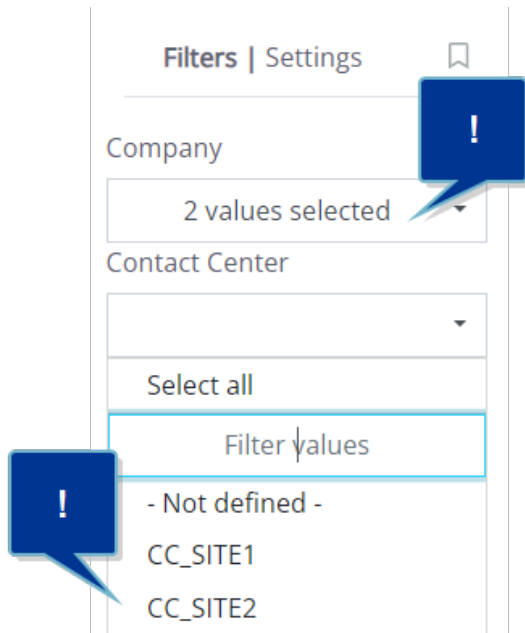 Filters | Settings
!
Company
2 values selected
Contact Center
Select all
Filter values
!
- Not defined -
CC_SITE1
CC_SITE2